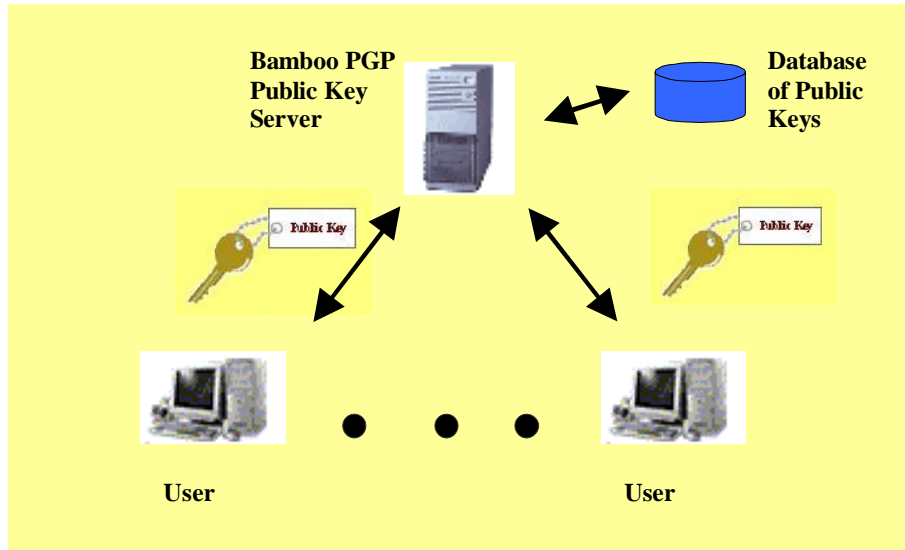 Bamboo PGP
Public Key
Server
Database
of Public
Keys
Public Key
Public Key
User
User